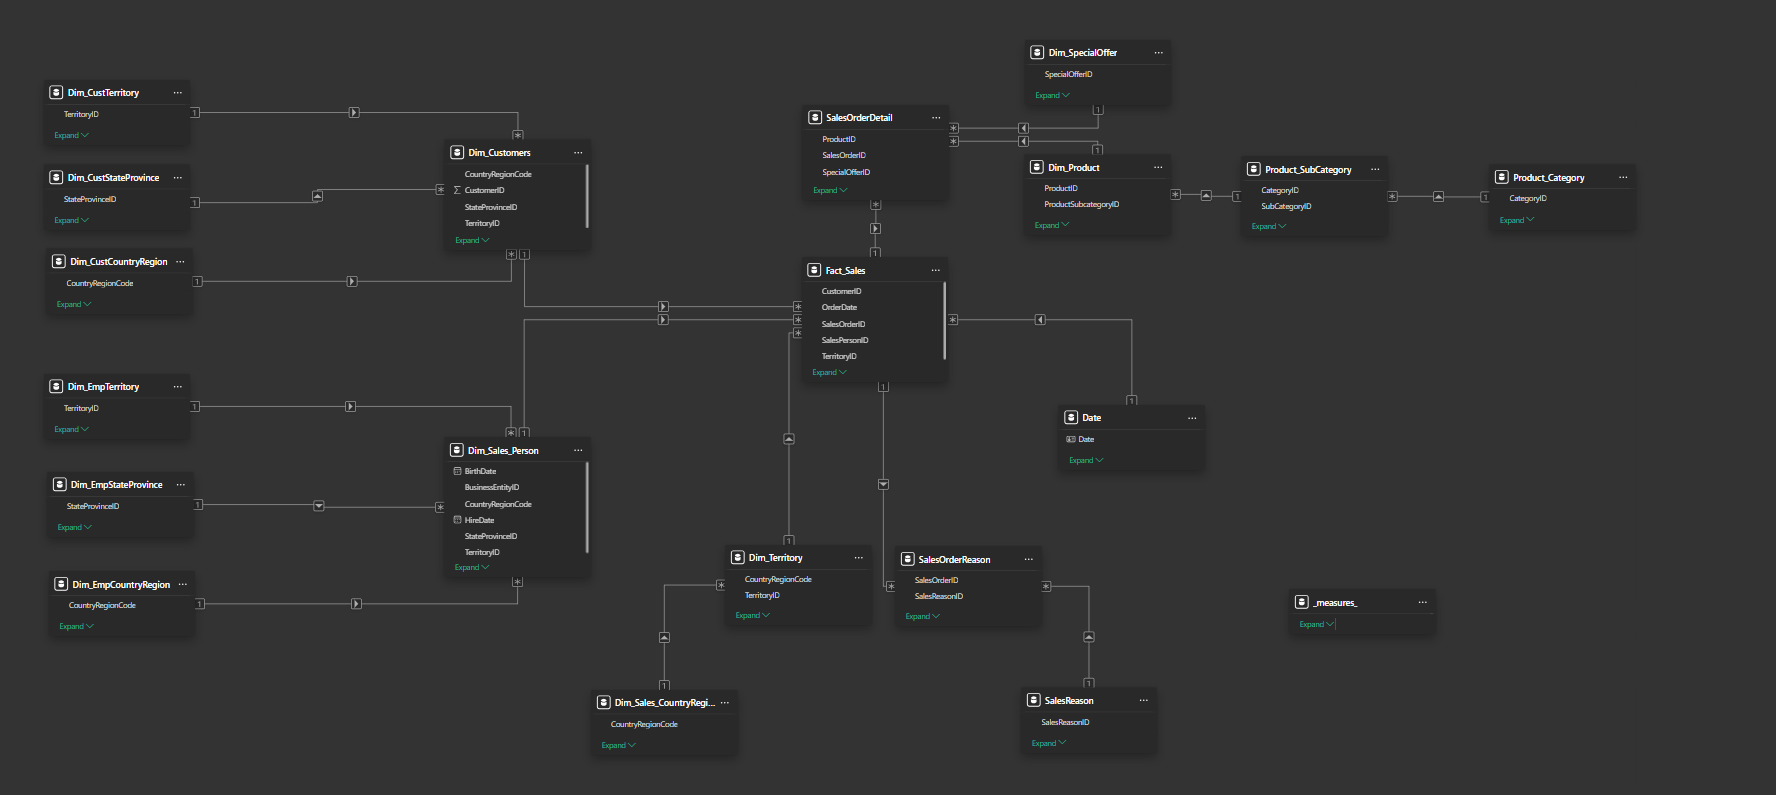 Dim_CustTerritory
TerritoryID
Expand
Dim_CustStateProvince
StateProvinceID
Expand
Dim_CustCountryRegion
CountryRegionCode
Expand
Dim_EmpTerritory
TerritoryID
Expand
Dim_EmpStateProvince
StateProvinceID
Expand
Dim_EmpCountryRegion
CountryRegionCode
Expand
Dim_Customers
CountryRegionCode
CustomerID
StateProvinceID
TerritoryID
Expand
Dim_Sales_Person
BirthDate
BusinessEntityID
CountryRegionCode
HireDate
StateProvinceID
TerritoryID
Expand
SalesOrderDetail
ProductID
SalesOrderID
SpecialOfferID
Expand
Fact_Sales
CustomerID
OrderDate
SalesOrderID
SalesPersonID
TerritoryID
Expand
Dim_Territory
CountryRegionCode
TerritoryID
Expand
Dim_Sales_CountryRegi...
CountryRegionCode
Expand
SalesOrderReason
SalesOrderID
SalesReasonID
Expand
SalesReason
SalesReasonID
Expand
Dim_SpecialOffer
SpecialOfferID
Expand
Dim_Product
ProductID
ProductSubcategoryID
Expand
Product_SubCategory
CategoryID
SubCategoryID
Expand
Product_Category
CategoryID
Expand
Date
Date
Expand
_measures_
Expand